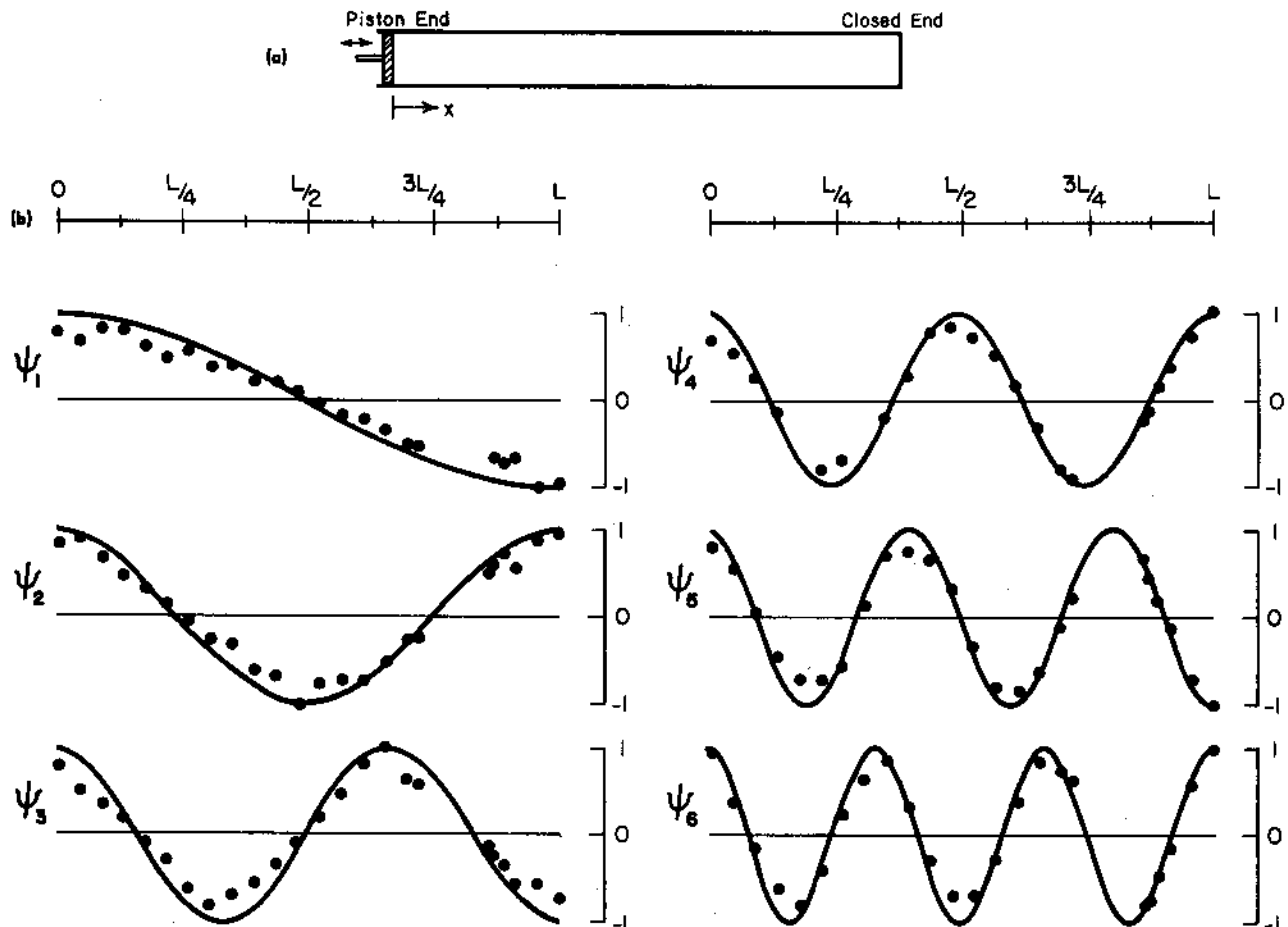 Piston End
Closed End
(a)
x
(b)
0 L/4 L/2 3L/4 L
0 L/4 L/2 3L/4 L
ψ1
1
0
-1
ψ4
1
0
-1
ψ2
1
0
-1
ψ5
1
0
-1
ψ3
1
0
-1
ψ6
1
0
-1